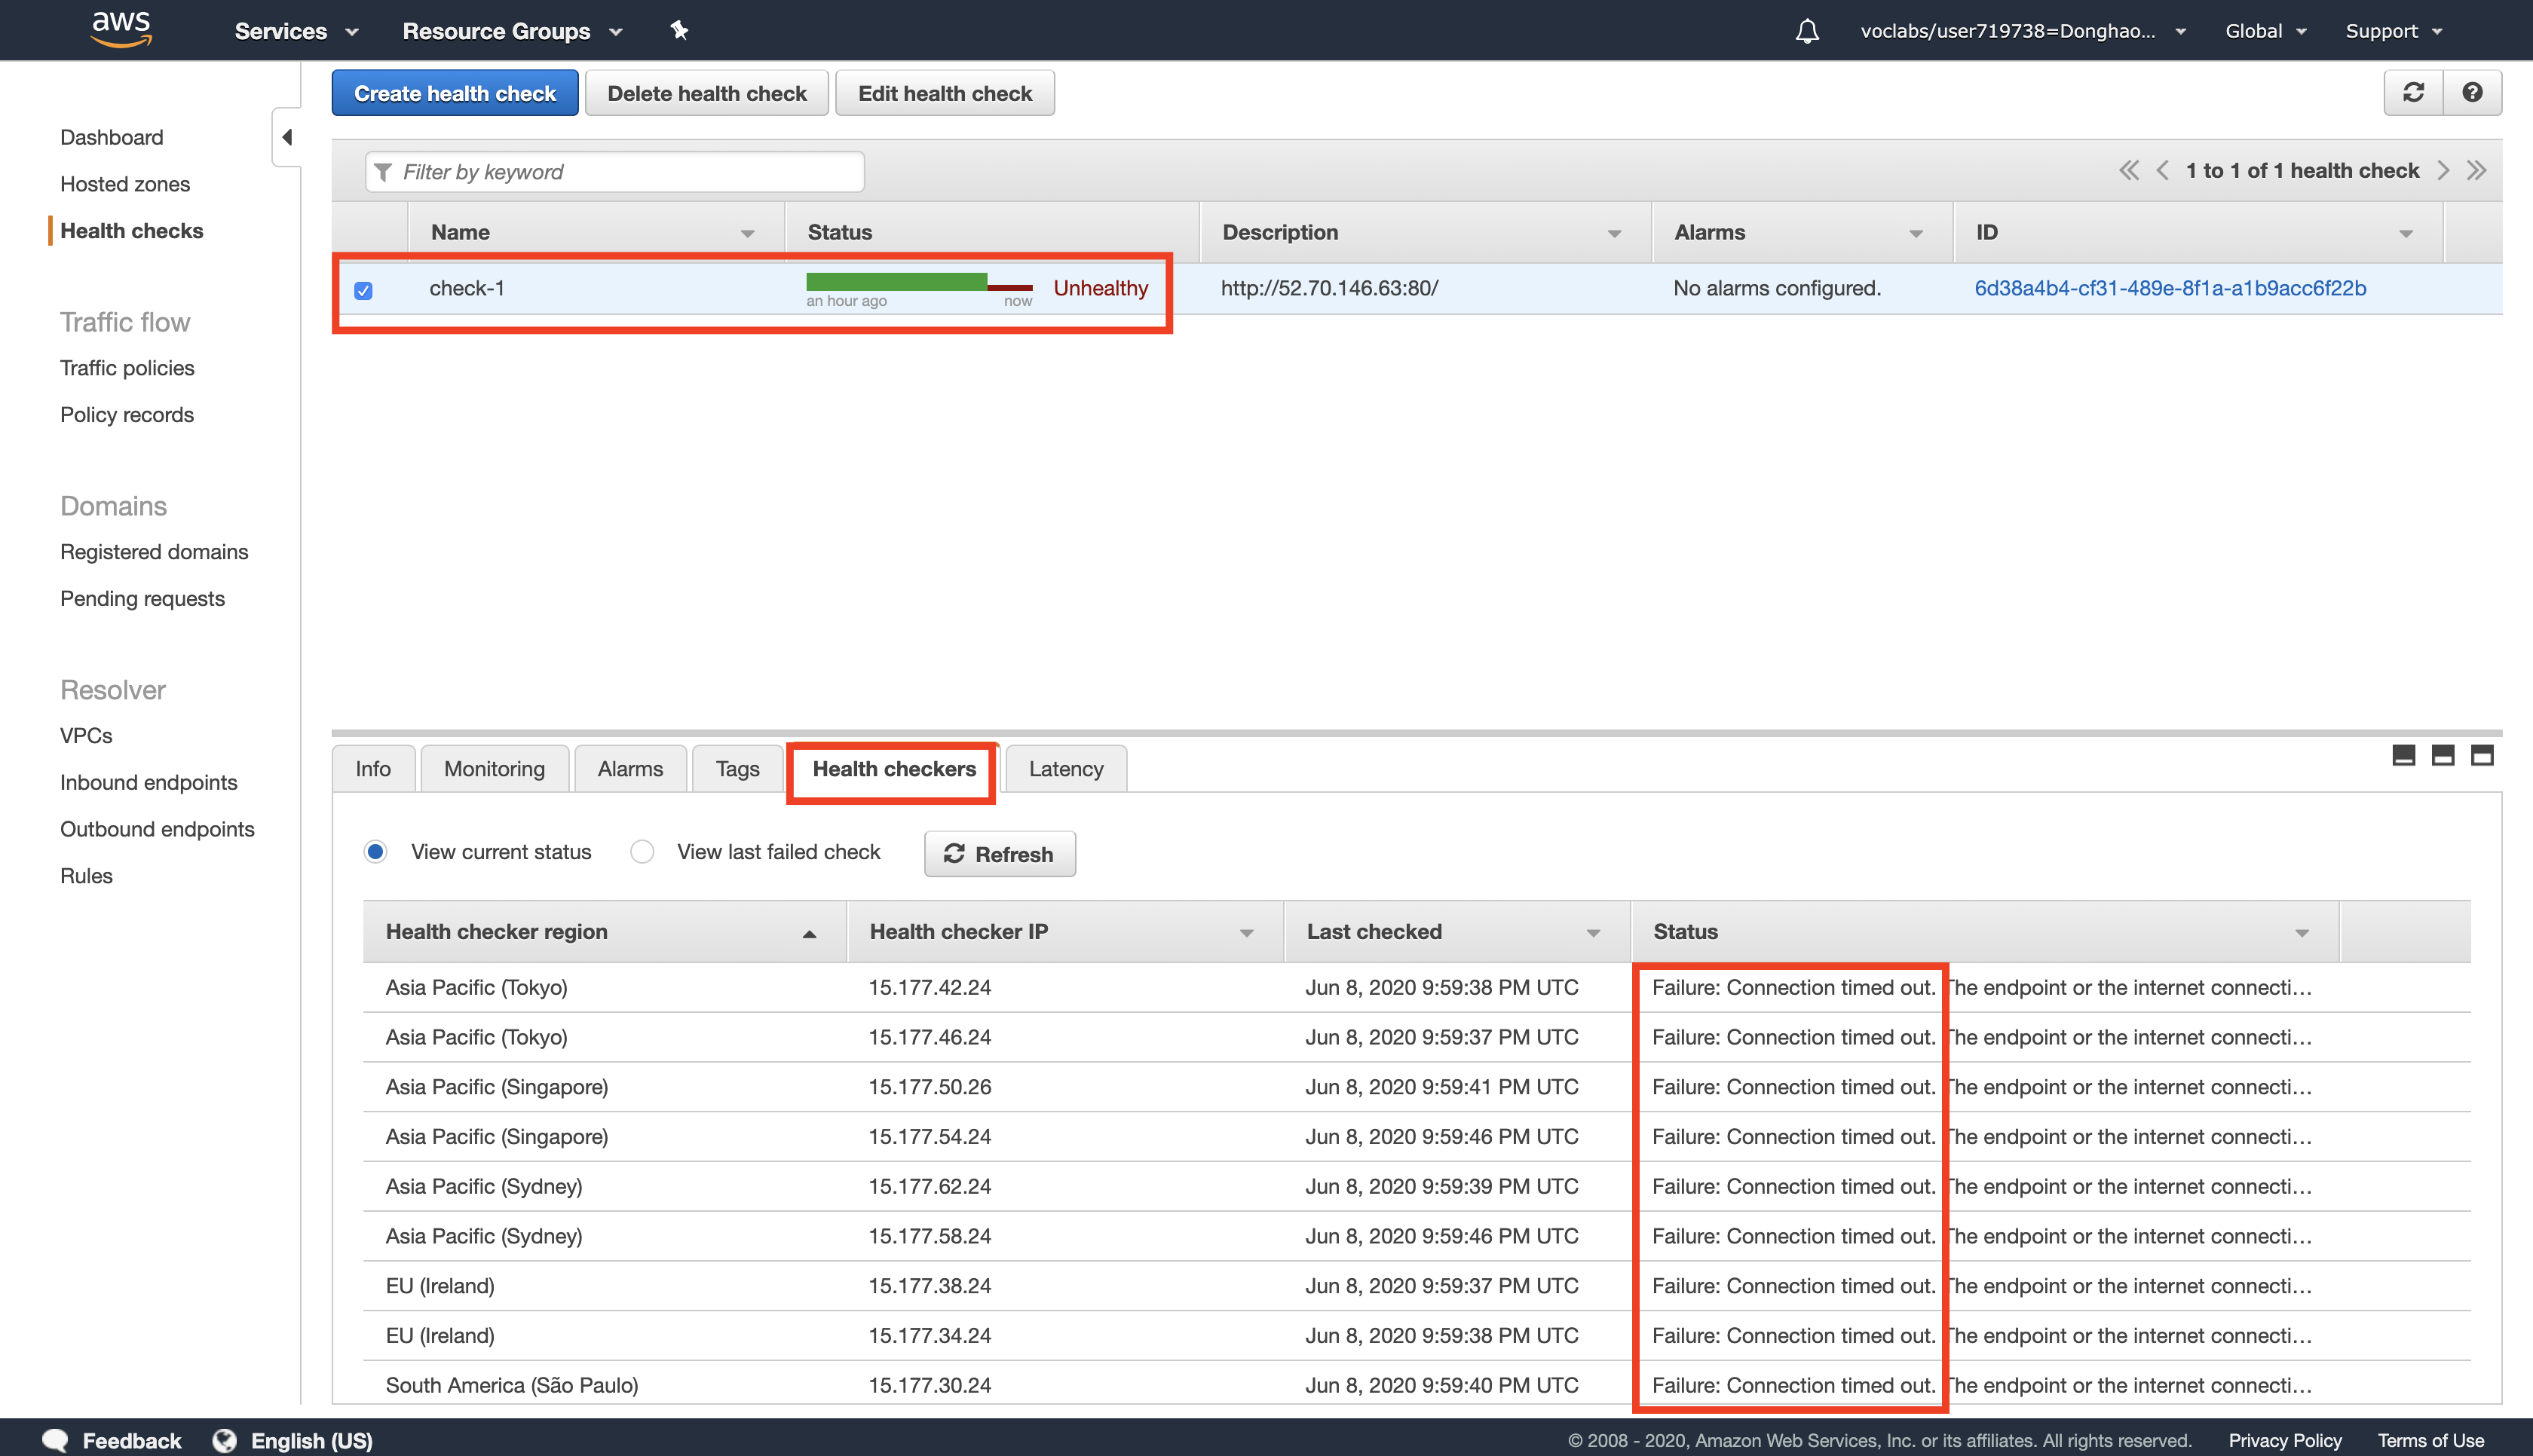 aws
Services
Resource Groups
voclabs/user719738=Donghao...
Global
Support
Create health check
Delete health check
Edit health check
Dashboard
Hosted zones
Health checks
Traffic flow
Traffic policies
Policy records
Domains
Registered domains
Pending requests
Resolver
VPCs
Inbound endpoints
Outbound endpoints
Rules
Filter by keyword
1 to 1 of 1 health check
Name Status Description Alarms ID
check-1 an hour ago now Unhealthy http://52.70.146.63:80/ No alarms configured. 6d38a4b4-cf31-489e-8f1a-a1b9acc6f22b
Info Monitoring Alarms Tags Health checkers Latency
View current status View last failed check Refresh
Health checker region Health checker IP Last checked Status
Asia Pacific (Tokyo) 15.177.42.24 Jun 8, 2020 9:59:38 PM UTC Failure: Connection timed out. The endpoint or the internet connecti...
Asia Pacific (Tokyo) 15.177.46.24 Jun 8, 2020 9:59:37 PM UTC Failure: Connection timed out. The endpoint or the internet connecti...
Asia Pacific (Singapore) 15.177.50.26 Jun 8, 2020 9:59:41 PM UTC Failure: Connection timed out. The endpoint or the internet connecti...
Asia Pacific (Singapore) 15.177.54.24 Jun 8, 2020 9:59:46 PM UTC Failure: Connection timed out. The endpoint or the internet connecti...
Asia Pacific (Sydney) 15.177.62.24 Jun 8, 2020 9:59:39 PM UTC Failure: Connection timed out. The endpoint or the internet connecti...
Asia Pacific (Sydney) 15.177.58.24 Jun 8, 2020 9:59:46 PM UTC Failure: Connection timed out. The endpoint or the internet connecti...
EU (Ireland) 15.177.38.24 Jun 8, 2020 9:59:37 PM UTC Failure: Connection timed out. The endpoint or the internet connecti...
EU (Ireland) 15.177.34.24 Jun 8, 2020 9:59:38 PM UTC Failure: Connection timed out. The endpoint or the internet connecti...
South America (São Paulo) 15.177.30.24 Jun 8, 2020 9:59:40 PM UTC Failure: Connection timed out. The endpoint or the internet connecti...
Feedback English (US) © 2008 - 2020, Amazon Web Services, Inc. or its affiliates. All rights reserved. Privacy Policy Terms of Use